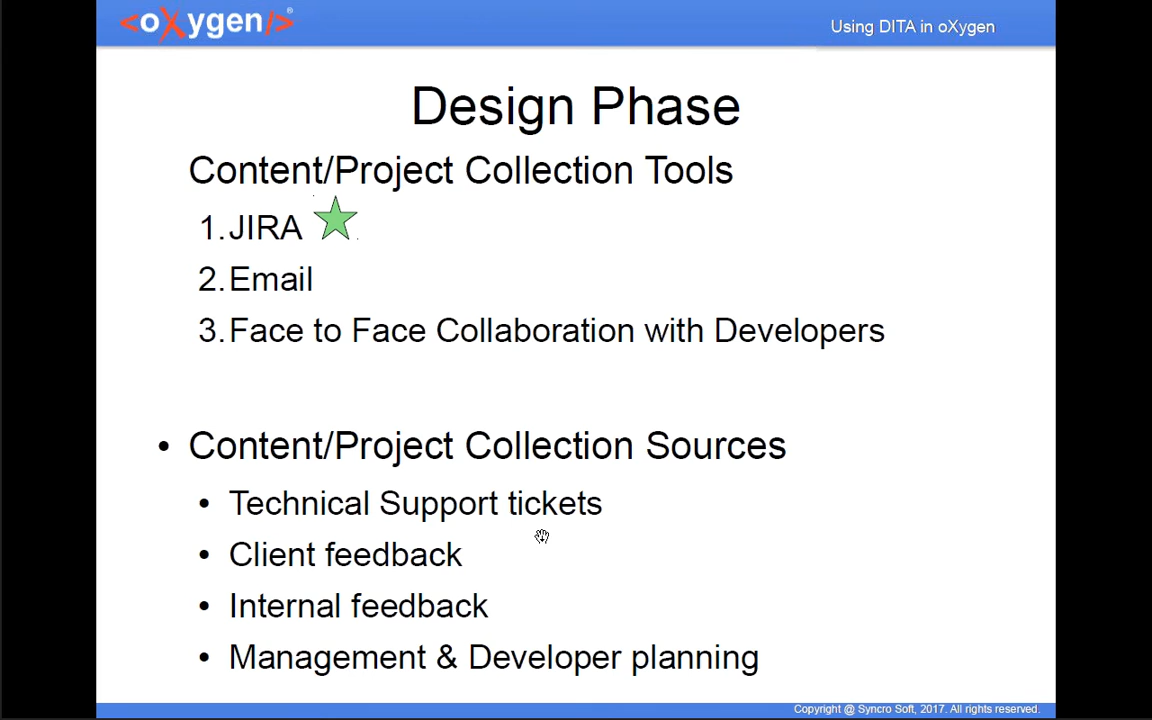 <oXygen/>®
Using DITA in oXygen
Design Phase
Content/Project Collection Tools
1. JIRA
2. Email
3. Face to Face Collaboration with Developers
• Content/Project Collection Sources
• Technical Support tickets
• Client feedback
• Internal feedback
• Management & Developer planning
Copyright @ Syncro Soft, 2017. All rights reserved.